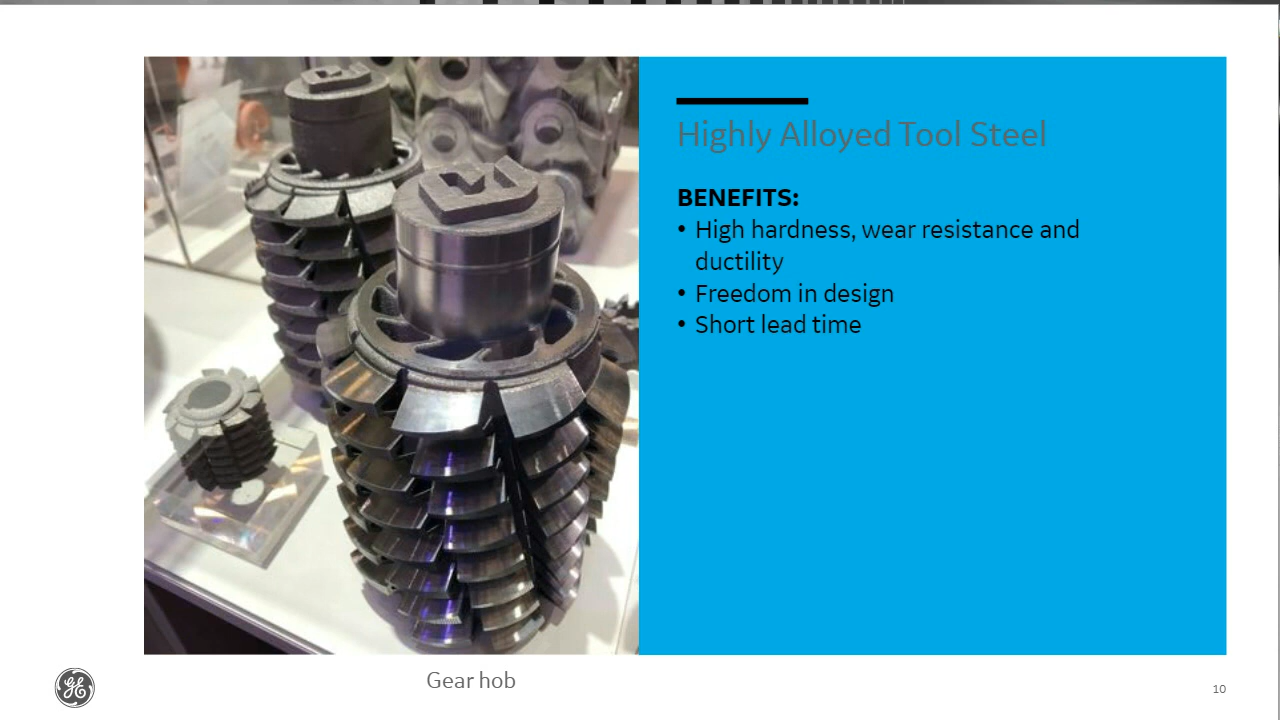 Highly Alloyed Tool Steel
BENEFITS:
• High hardness, wear resistance and
ductility
• Freedom in design
• Short lead time
Gear hob
GE
10